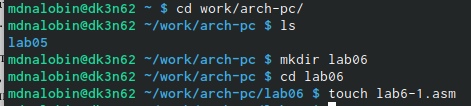 mdnalobin@dk3n62 ~ $ cd work/arch-pc/
mdnalobin@dk3n62 ~/work/arch-pc $ ls
lab05
mdnalobin@dk3n62 ~/work/arch-pc $ mkdir lab06
mdnalobin@dk3n62 ~/work/arch-pc $ cd lab06
mdnalobin@dk3n62 ~/work/arch-pc/lab06 $ touch lab6-1.asm